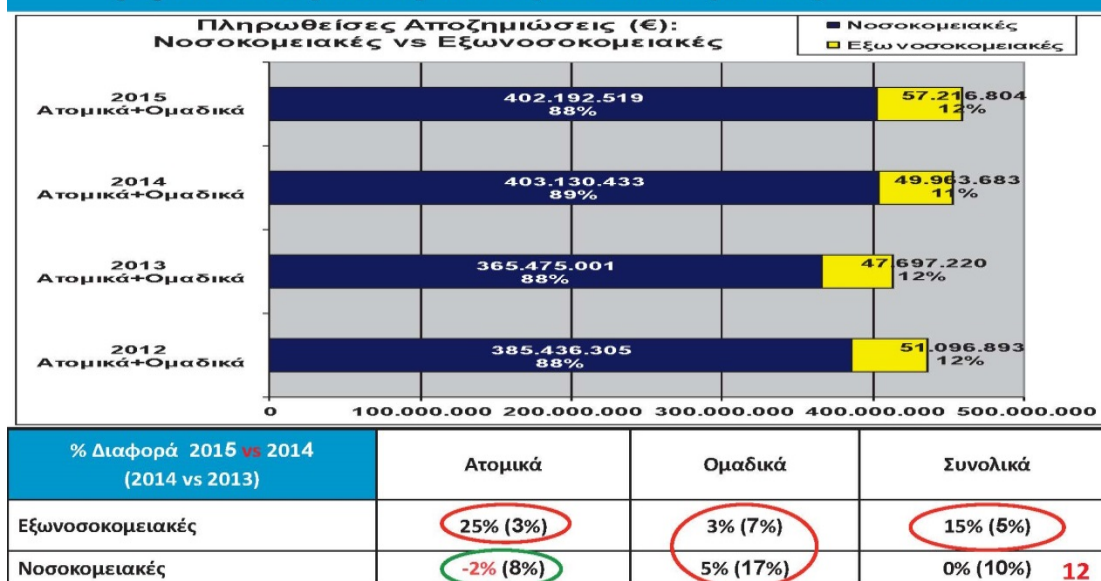 Πληρωθείσες Αποζημιώσεις (€):
Νοσοκομειακές vs Εξωνοσοκομειακές
Νοσοκομειακές
Εξωνοσοκομειακές
2015
Ατομικά+Ομαδικά
402.192.519
88%
57.216.804
12%
2014
Ατομικά+Ομαδικά
403.130.433
89%
49.963.683
11%
2013
Ατομικά+Ομαδικά
365.475.001
88%
47.697.220
12%
2012
Ατομικά+Ομαδικά
385.436.305
88%
51.096.893
12%
0 100.000.000 200.000.000 300.000.000 400.000.000 500.000.000
% Διαφορά 2015 vs 2014
(2014 vs 2013)
Ατομικά Ομαδικά Συνολικά
Εξωνοσοκομειακές 25% (3%) 3% (7%) 15% (5%)
Νοσοκομειακές -2% (8%) 5% (17%) 0% (10%)
12